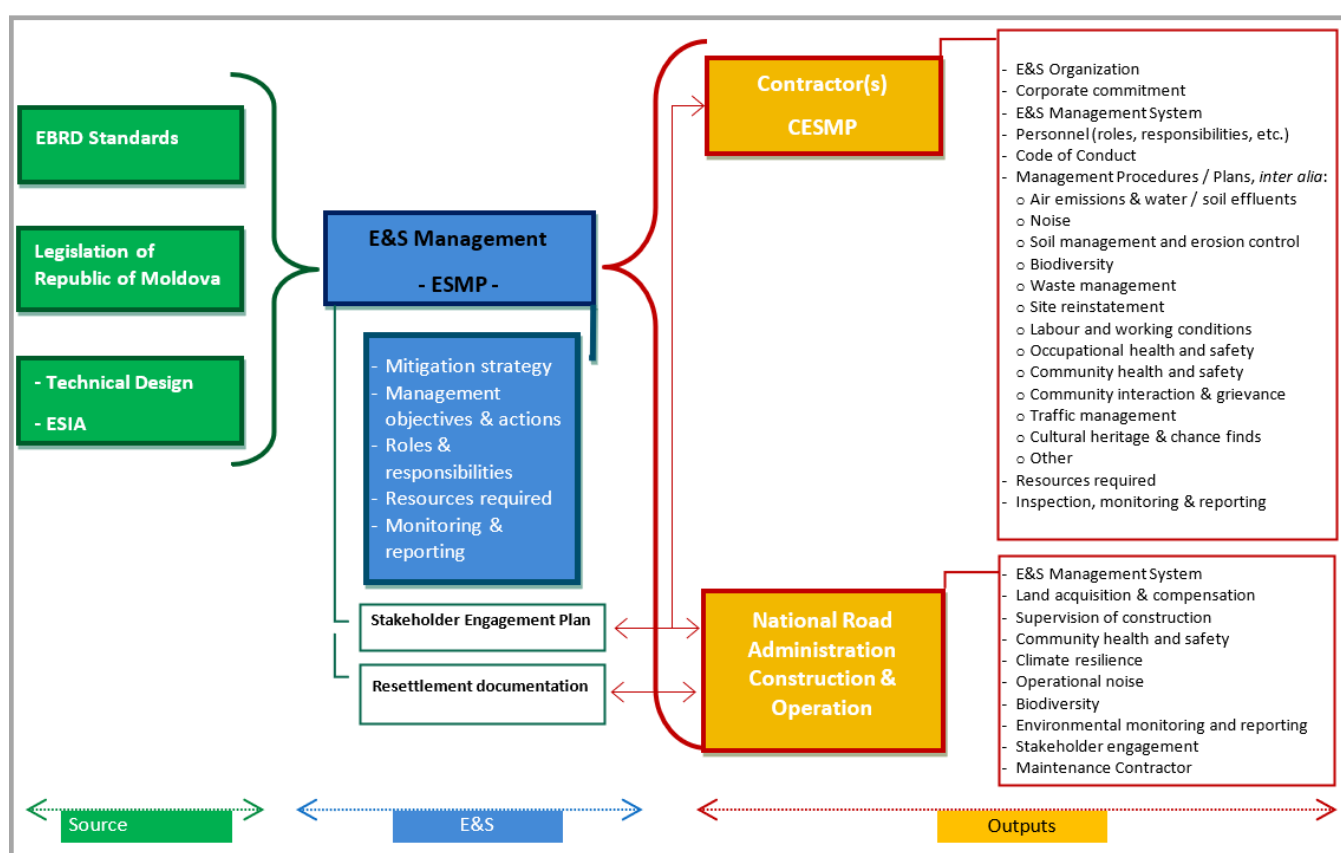 EBRD Standards
Legislation of
Republic of Moldova
- Technical Design
- ESIA
E&S Management
- ESMP -
- Mitigation strategy
- Management
objectives & actions
- Roles &
responsibilities
- Resources required
- Monitoring &
reporting
Stakeholder Engagement Plan
Resettlement documentation
Contractor(s)
CESMP
National Road
Administration
Construction &
Operation
- E&S Organization
- Corporate commitment
- E&S Management System
- Personnel (roles, responsibilities, etc.)
- Code of Conduct
- Management Procedures / Plans, inter alia:
o Air emissions & water / soil effluents
o Noise
o Soil management and erosion control
o Biodiversity
o Waste management
o Site reinstatement
o Labour and working conditions
o Occupational health and safety
o Community health and safety
o Community interaction & grievance
o Traffic management
o Cultural heritage & chance finds
o Other
- Resources required
- Inspection, monitoring & reporting
- E&S Management System
- Land acquisition & compensation
- Supervision of construction
- Community health and safety
- Climate resilience
- Operational noise
- Biodiversity
- Environmental monitoring and reporting
- Stakeholder engagement
- Maintenance Contractor
Source
E&S
Outputs